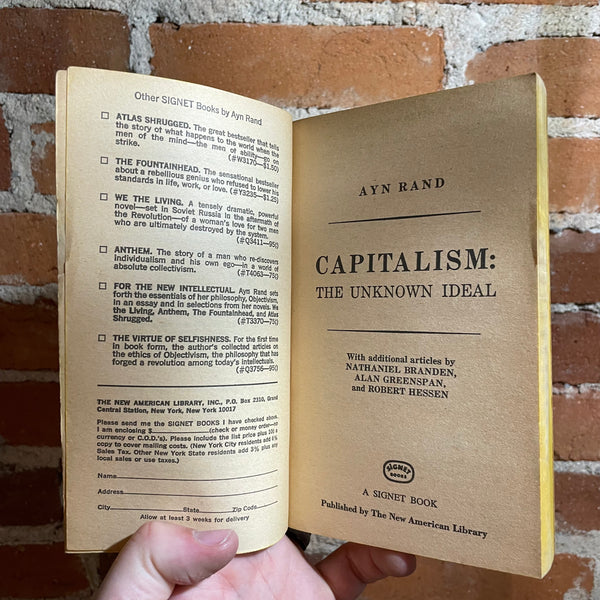 Other SIGNET Books by Ayn Rand
☐ ATLAS SHRUGGED. The great bestseller that tells
the story of what happens to the world when the
men of the mind—the men of ability—go on
strike. (#W3170—$1.50)
☐ THE FOUNTAINHEAD. The sensational bestseller
about a rebellious genius who refused to lower his
standards in life, work, or love. (#Y3235—$1.25)
☐ WE THE LIVING. A tensely dramatic, powerful
novel—set in Soviet Russia in the aftermath of
the Revolution—of a woman's love for two men
who are ultimately destroyed by the system.
(#Q3411—95¢)
☐ ANTHEM. The story of a man who re-discovers
individualism and his own ego—in a world of
absolute collectivism. (#T4063—75¢)
☐ FOR THE NEW INTELLECTUAL. Ayn Rand sets
forth the essentials of her philosophy, Objectivism,
in an essay and in selections from her novels. We
the Living, Anthem, The Fountainhead, and Atlas
Shrugged. (#T3370—75¢)
☐ THE VIRTUE OF SELFISHNESS. For the first time
in book form, the author's collected articles on
the ethics of Objectivism, the philosophy that has
forged a revolution among today's intellectuals.
(#Q3756—95¢)
THE NEW AMERICAN LIBRARY, INC., P.O. Box 2310, Grand
Central Station, New York, New York 10017
Please send me the SIGNET BOOKS I have checked above.
I am enclosing $ (check or money order—no
currency or C.O.D.'s). Please include the list price plus 10¢ a
copy to cover mailing costs. (New York City residents add 6%
Sales Tax. Other New York State residents add 3% plus any
local sales or use taxes.)
Name
Address
City State Zip Code
Allow at least 3 weeks for delivery
AYN RAND
CAPITALISM:
THE UNKNOWN IDEAL
With additional articles by
NATHANIEL BRANDEN,
ALAN GREENSPAN,
and ROBERT HESSEN
SIGNET
BOOKS
A SIGNET BOOK
Published by The New American Library